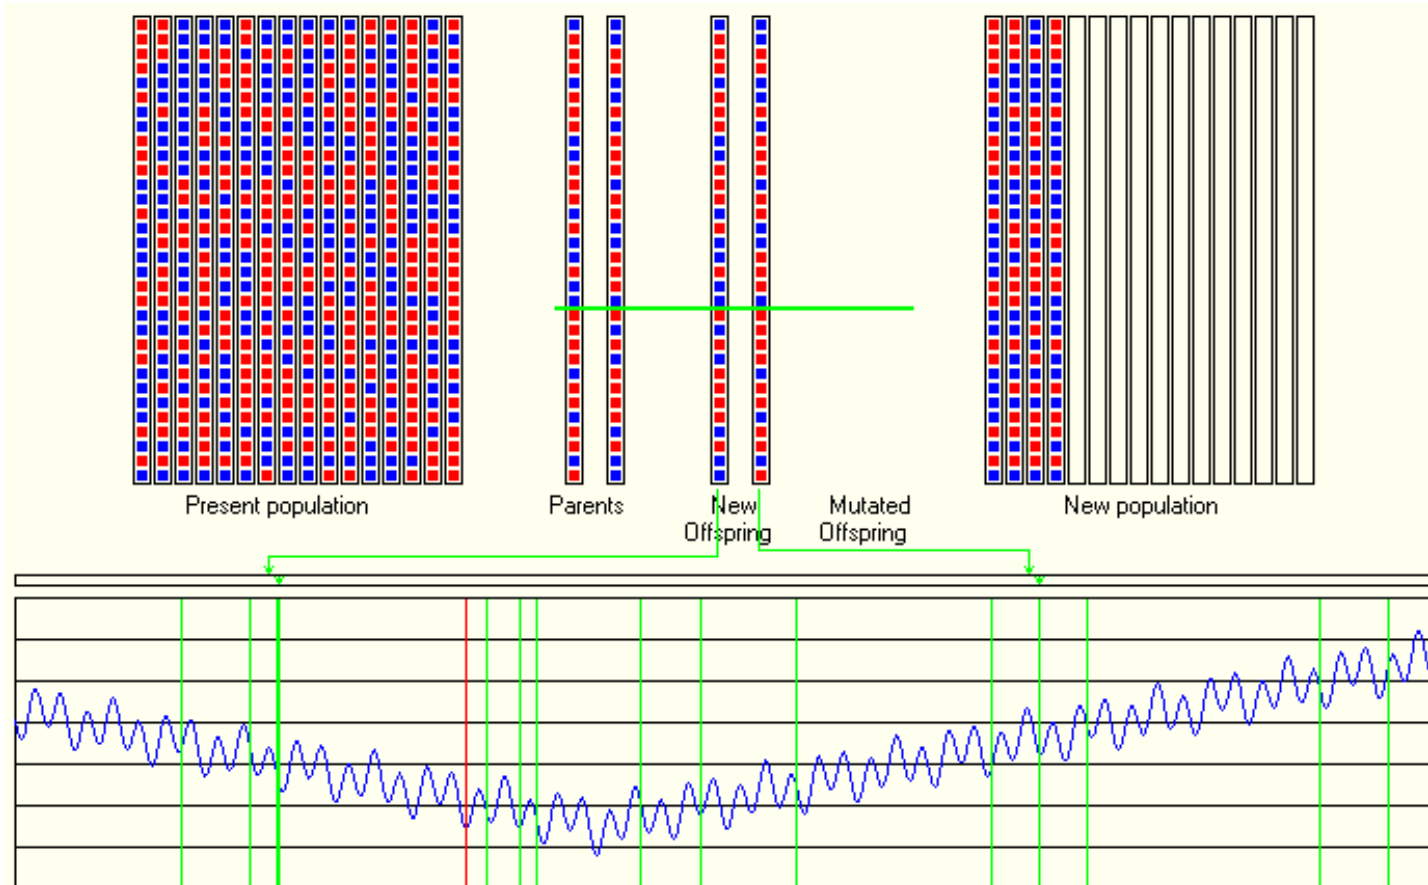 Present population
Parents
New
Offspring
Mutated
Offspring
New population